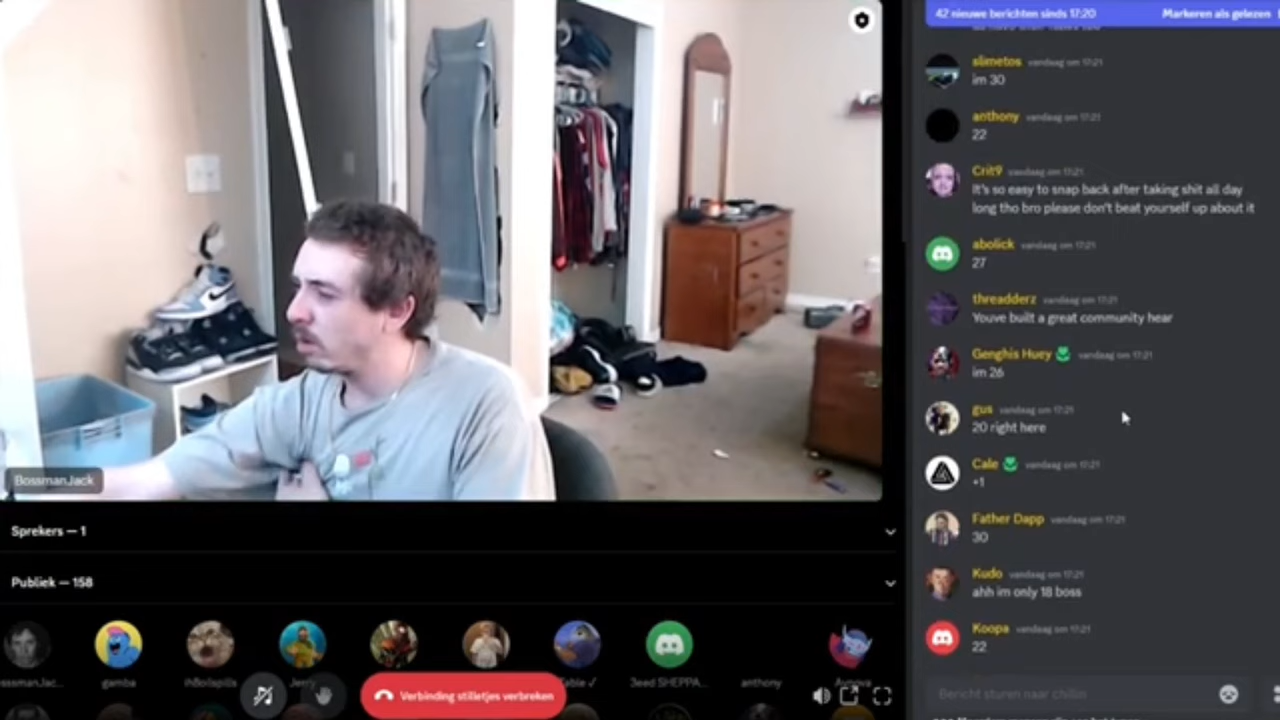 42 nieuwe berichten sinds 17:20 Markeren als gelezen
slimetos vandaag om 17:21
im 30
anthony vandaag om 17:21
22
Crit9 vandaag om 17:21
It's so easy to snap back after taking shit all day
long tho bro please don't beat yourself up about it
abolick vandaag om 17:21
27
threadderz vandaag om 17:21
Youve built a great community hear
Genghis Huey vandaag om 17:21
im 26
gus vandaag om 17:21
20 right here
Cale vandaag om 17:21
+1
Father Dapp vandaag om 17:21
30
Kudo vandaag om 17:21
ahh im only 18 boss
Koopa vandaag om 17:21
22
Bericht sturen naar chillin
BossmanJack
Sprekers — 1
Publiek — 158
gamba
Jerry
anthony
Verbinding stilletjes verbreken